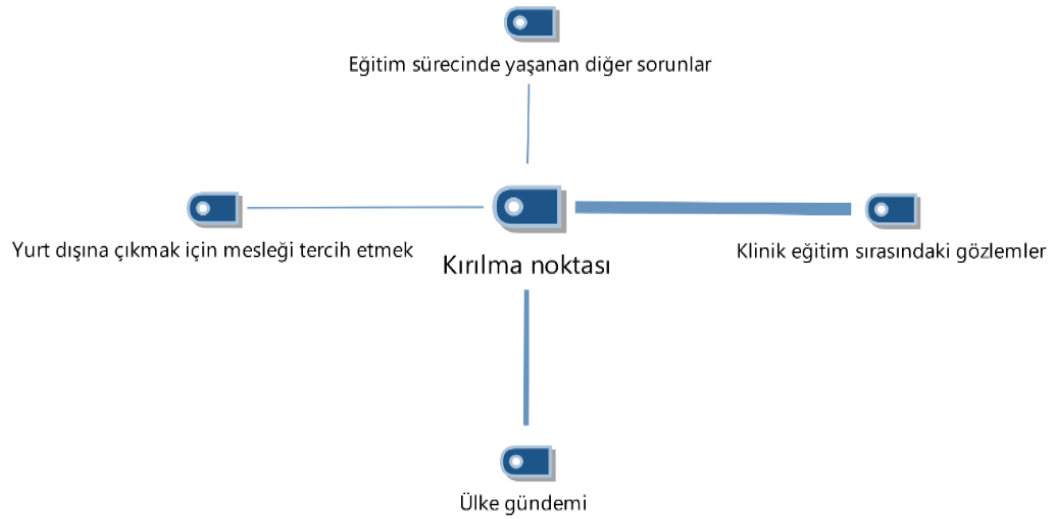 Eğitim sürecinde yaşanan diğer sorunlar
Yurt dışına çıkmak için mesleği tercih etmek
Kırılma noktası
Klinik eğitim sırasındaki gözlemler
Ülke gündemi